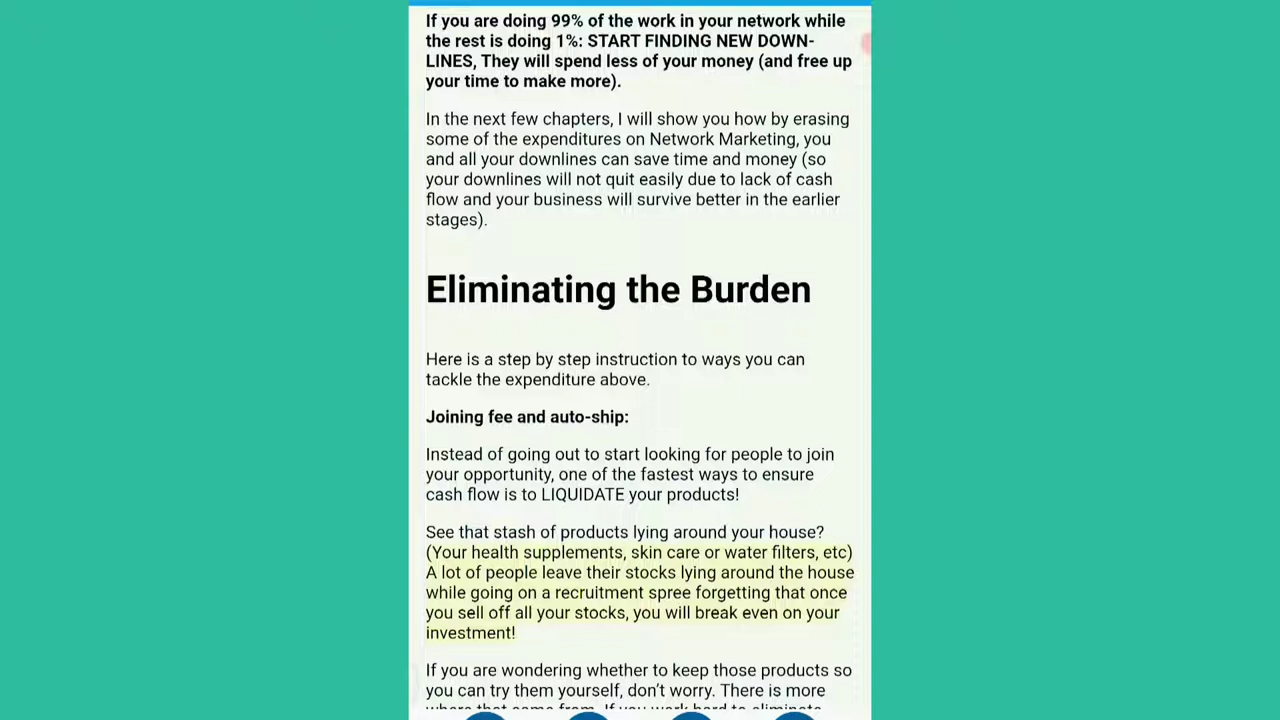 If you are doing 99% of the work in your network while
the rest is doing 1%: START FINDING NEW DOWN-
LINES, They will spend less of your money (and free up
your time to make more).
In the next few chapters, I will show you how by erasing
some of the expenditures on Network Marketing, you
and all your downlines can save time and money (so
your downlines will not quit easily due to lack of cash
flow and your business will survive better in the earlier
stages).
Eliminating the Burden
Here is a step by step instruction to ways you can
tackle the expenditure above.
Joining fee and auto-ship:
Instead of going out to start looking for people to join
your opportunity, one of the fastest ways to ensure
cash flow is to LIQUIDATE your products!
See that stash of products lying around your house?
(Your health supplements, skin care or water filters, etc)
A lot of people leave their stocks lying around the house
while going on a recruitment spree forgetting that once
you sell off all your stocks, you will break even on your
investment!
If you are wondering whether to keep those products so
you can try them yourself, don’t worry. There is more
where that came from. If you work hard to eliminate